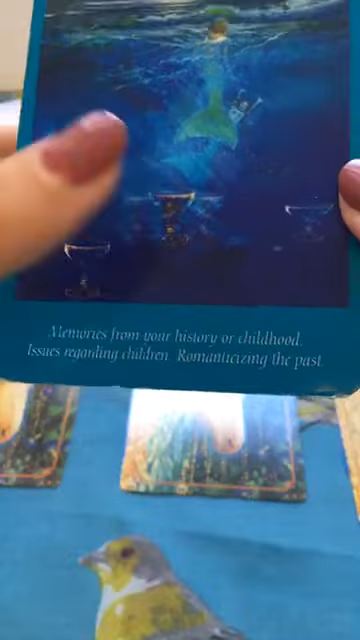 Memories from your history or childhood.
Issues regarding children. Romanticizing the past.